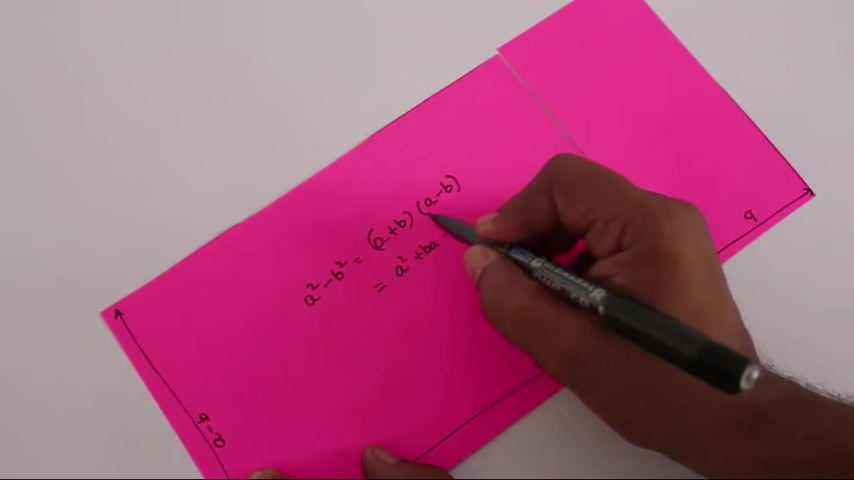 a² - b² = (a+b) (a-b)
= a² + ba -
a-b
b